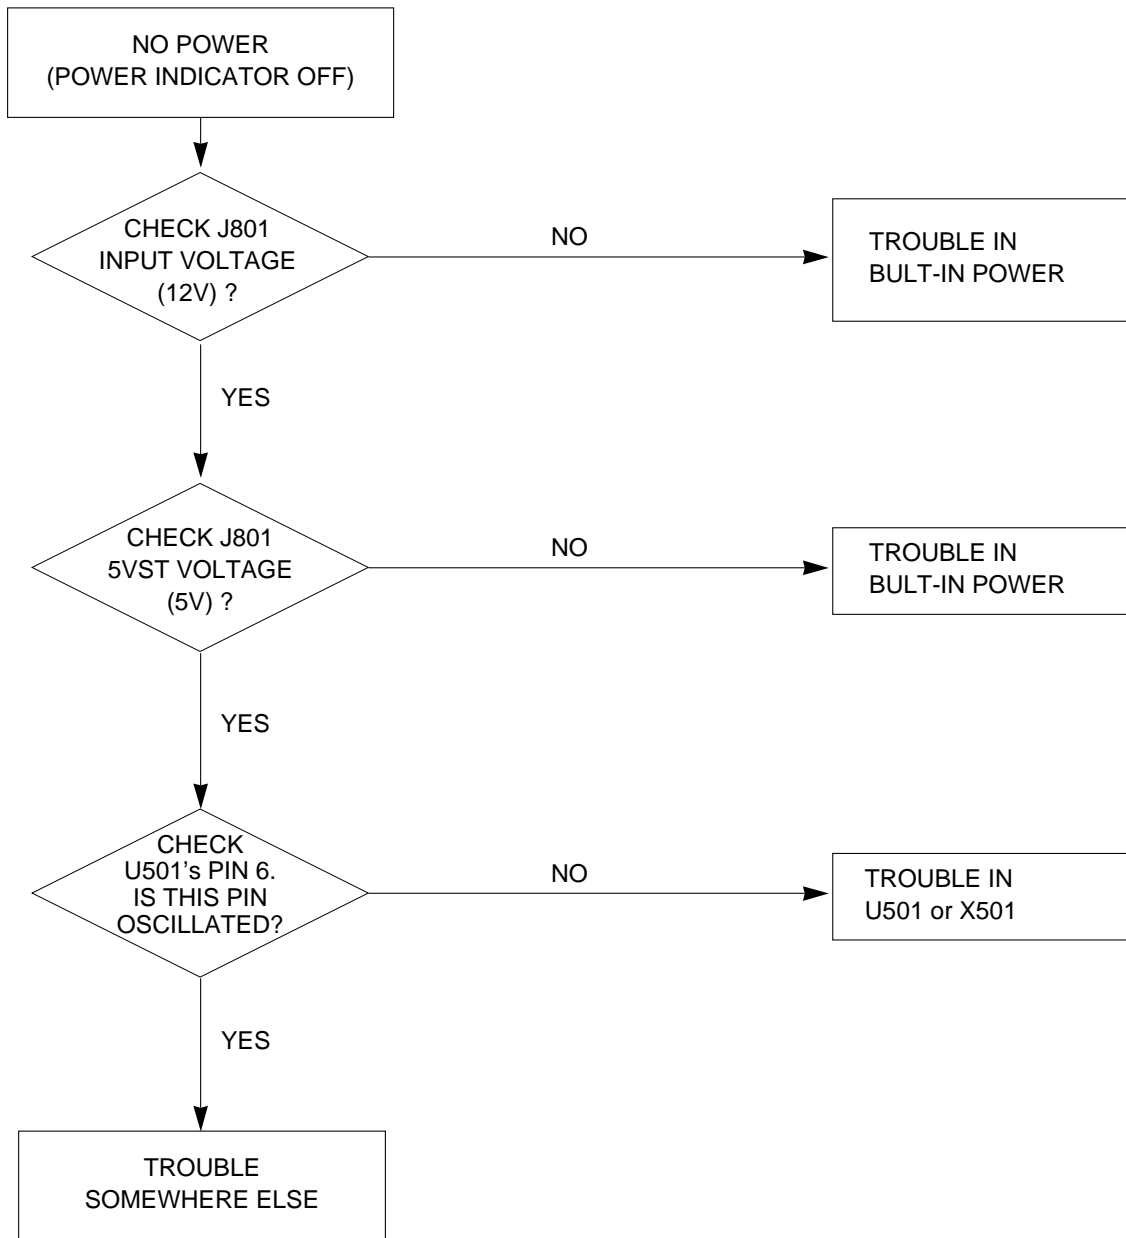 NO POWER
(POWER INDICATOR OFF)
CHECK J801
INPUT VOLTAGE
(12V) ?
NO
TROUBLE IN
BULT-IN POWER
YES
CHECK J801
5VST VOLTAGE
(5V) ?
NO
TROUBLE IN
BULT-IN POWER
YES
CHECK
U501's PIN 6.
IS THIS PIN
OSCILLATED?
NO
TROUBLE IN
U501 or X501
YES
TROUBLE
SOMEWHERE ELSE